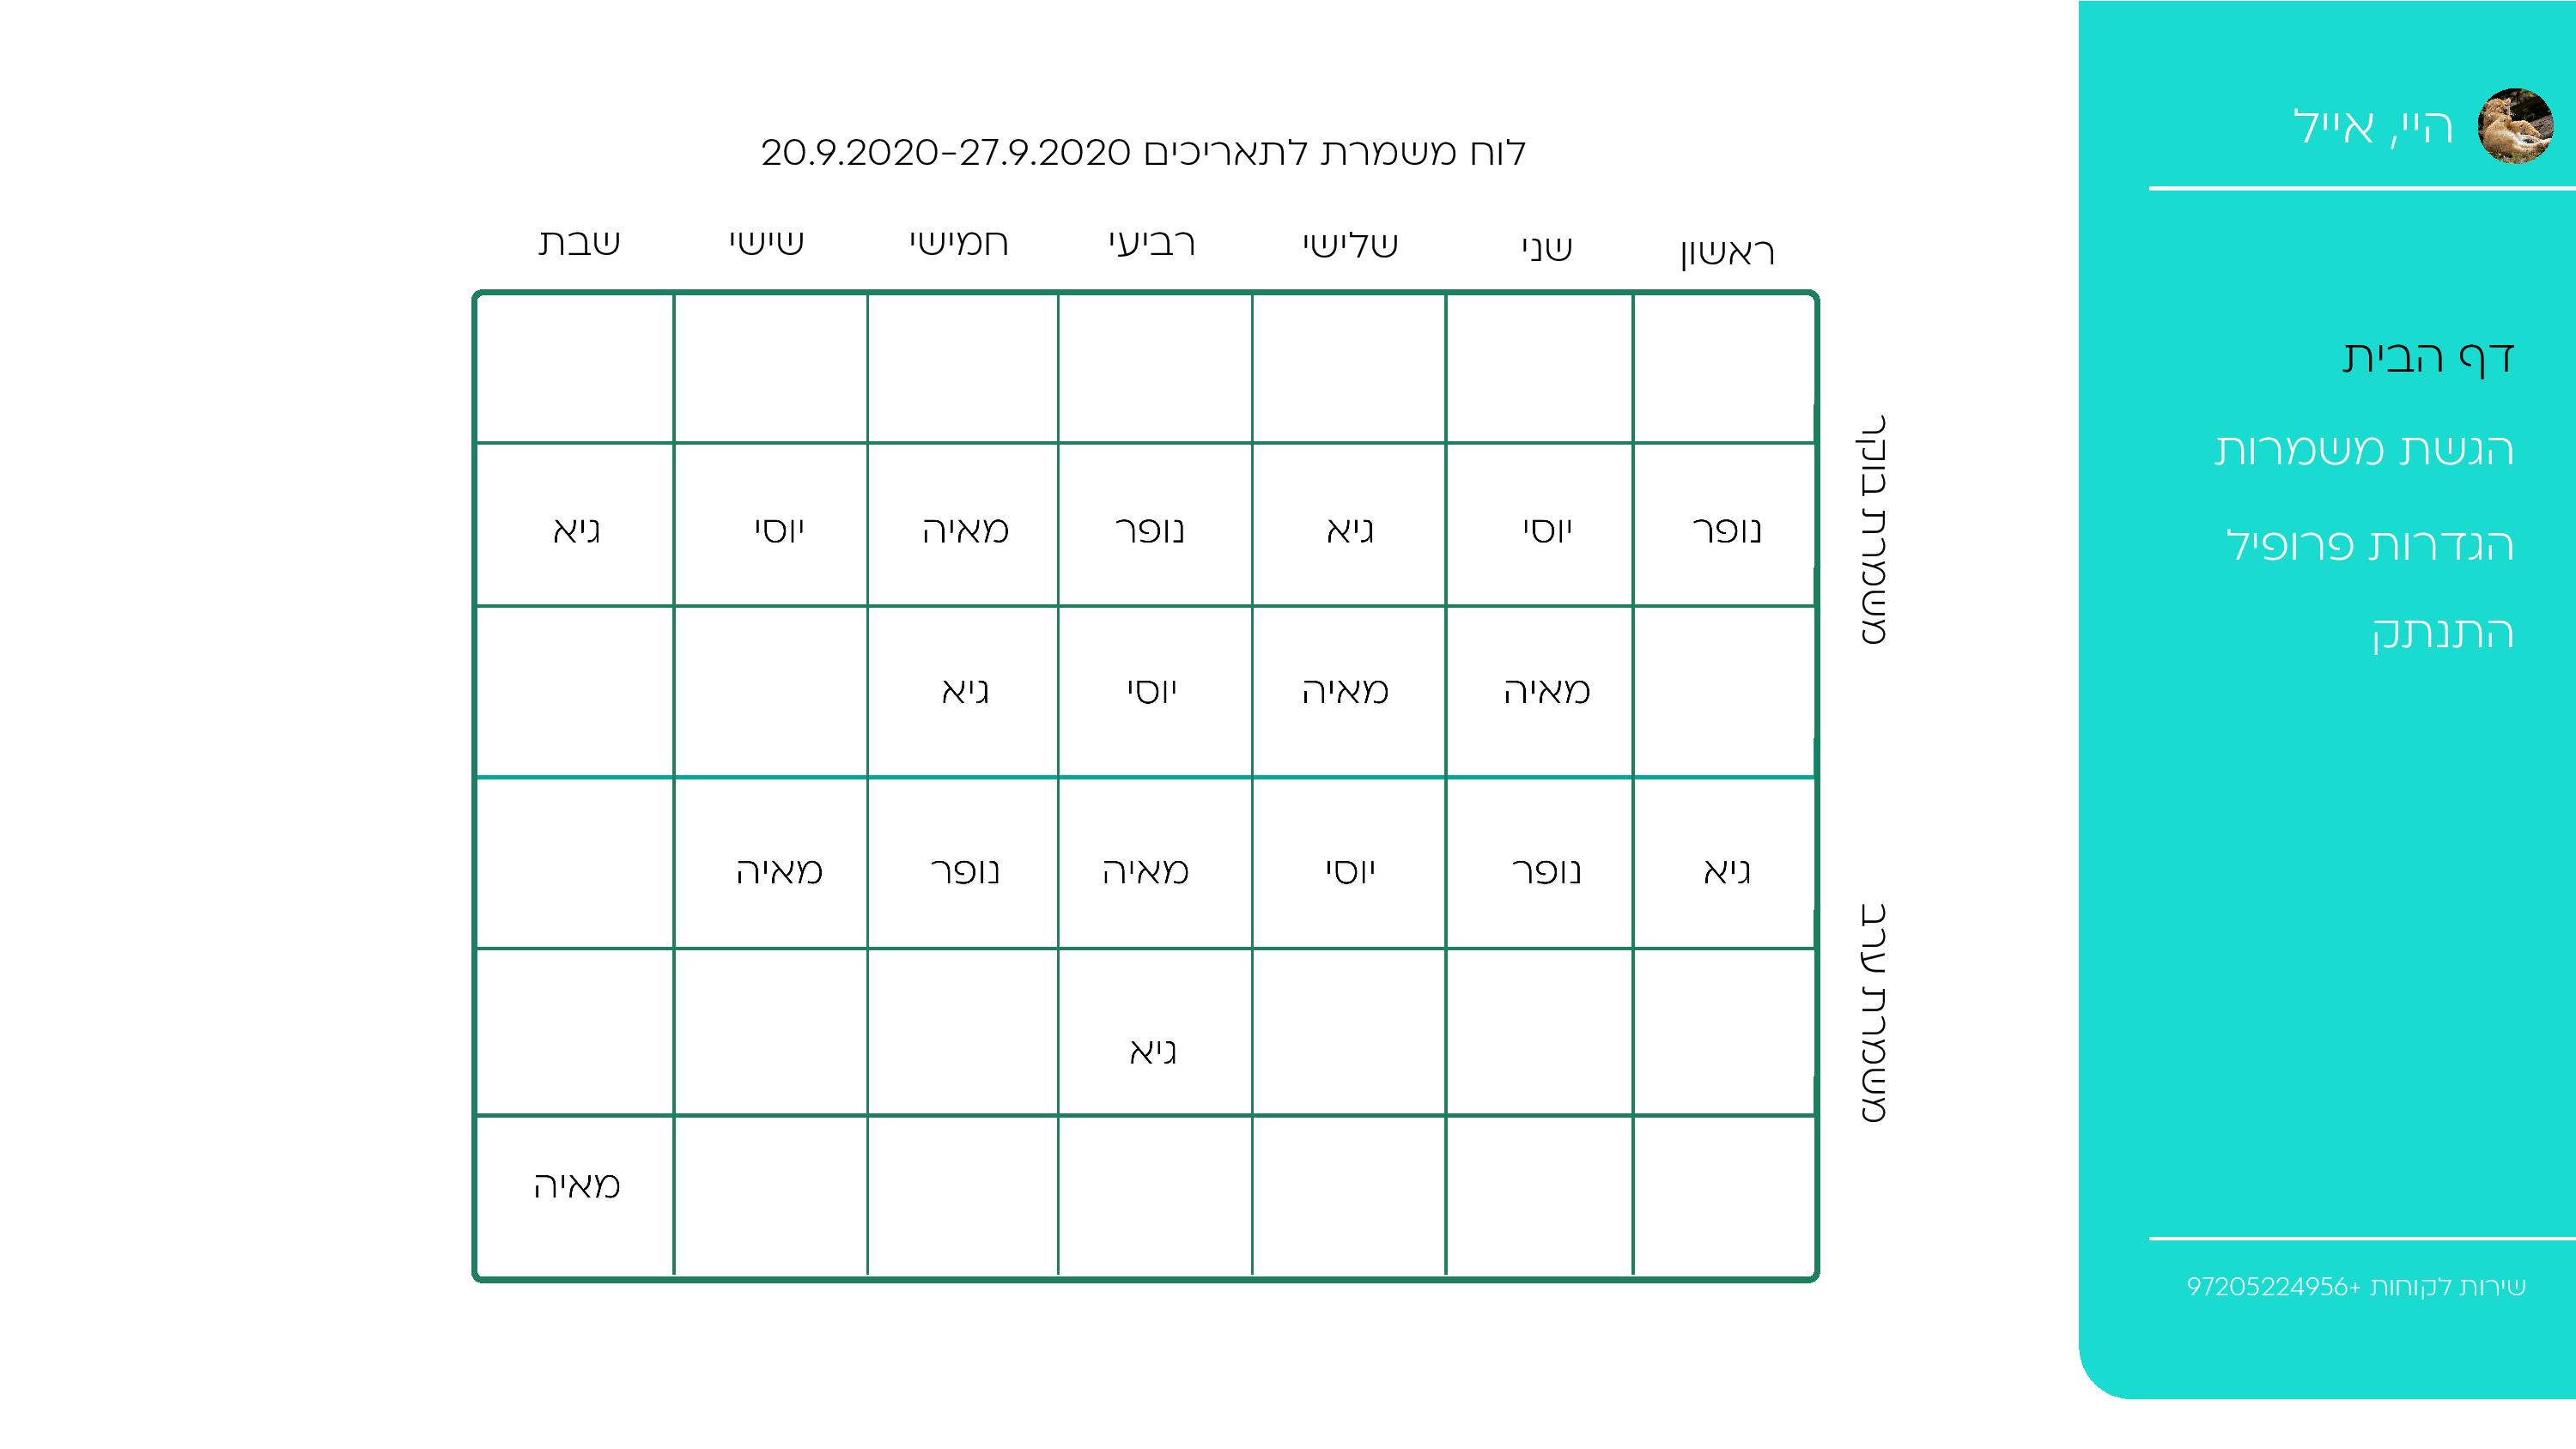 היי, אייל
דף הבית
הגשת משמרות
הגדרות פרופיל
התנתק
שירות לקוחות +97205224956
לוח משמרת לתאריכים 20.9.2020-27.9.2020
ראשון שני שלישי רביעי חמישי שישי שבת
משמרת בוקר
נופר יוסי גיא נופר מאיה יוסי גיא
מאיה מאיה יוסי גיא
משמרת ערב
גיא נופר יוסי מאיה נופר מאיה
גיא
מאיה